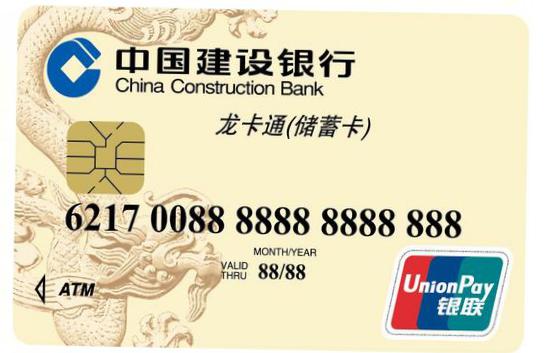 中国建设银行
China Construction Bank
龙卡通(储蓄卡)
6217 0088 8888 8888 888
MONTH/YEAR
VALID THRU 88/88
ATM
UnionPay
银联